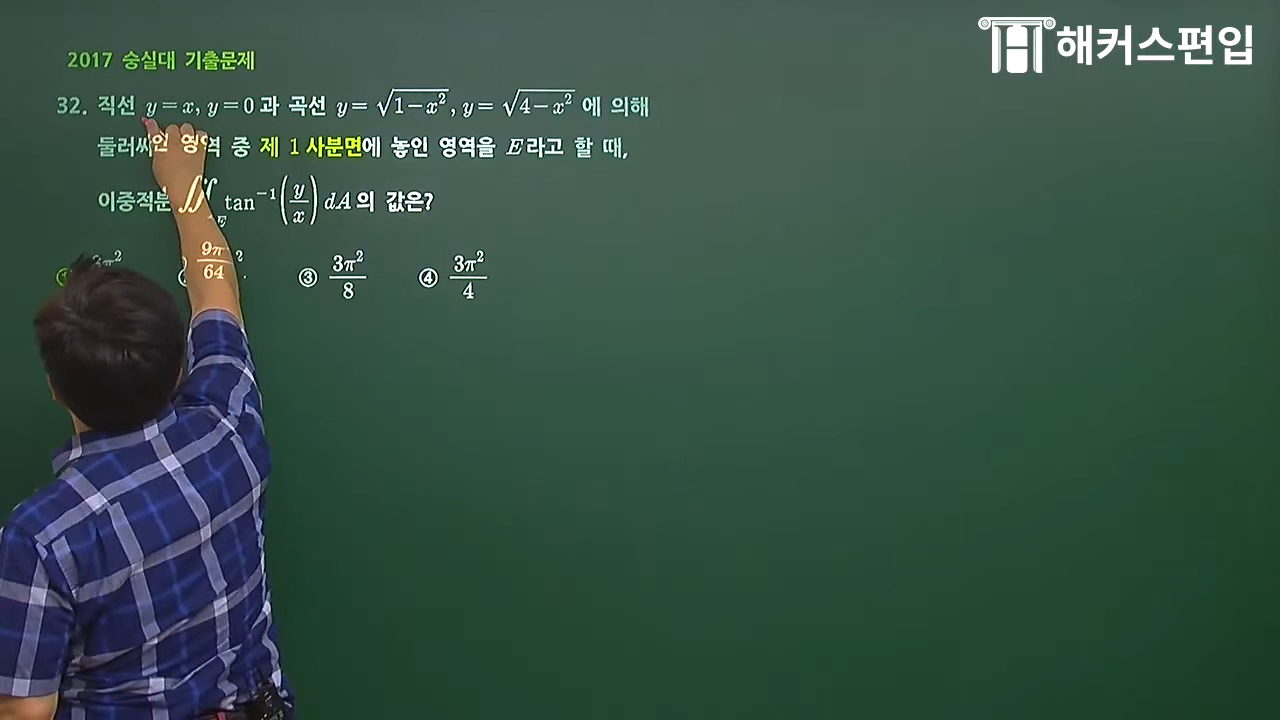 해커스편입
2017 숭실대 기출문제
32. 직선 y = x, y = 0 과 곡선 y = √(1 − x²), y = √(4 − x²) 에 의해
둘러싸인 영역 중 제 1 사분면에 놓인 영역을 E라고 할 때,
이중적분 ∬_E tan⁻¹(y/x) dA 의 값은?
① 3π² ② 9π²/64 ③ 3π²/8 ④ 3π²/4